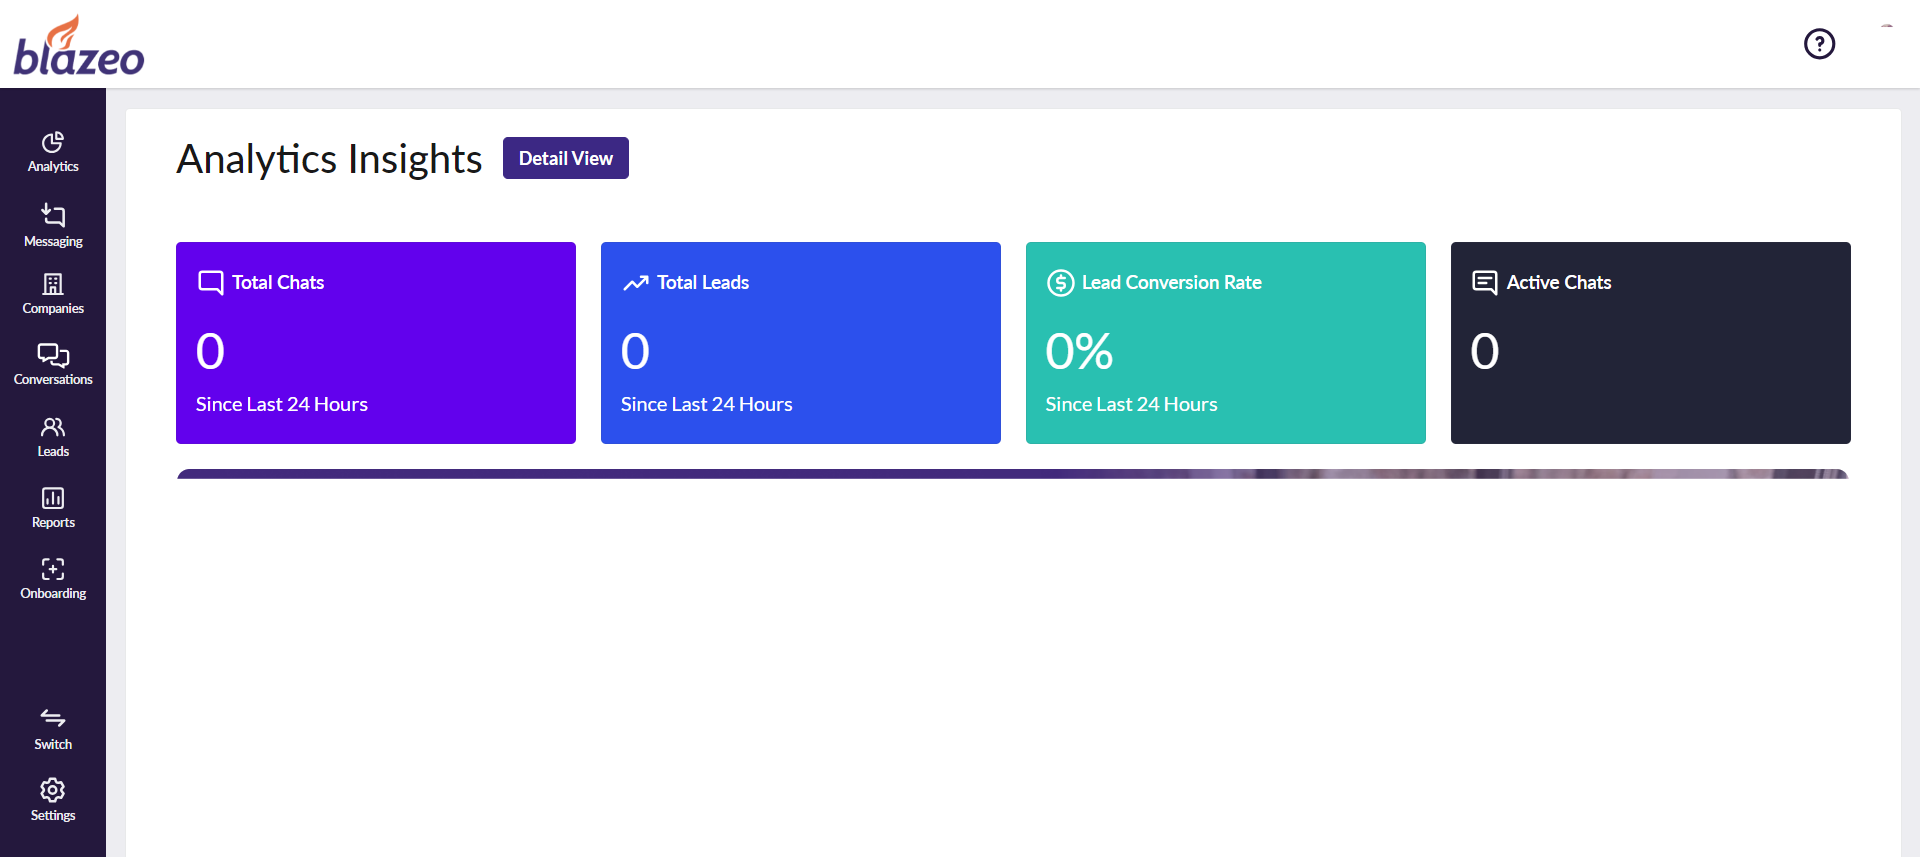 blazeo
Analytics
Messaging
Companies
Conversations
Leads
Reports
Onboarding
Switch
Settings
Analytics Insights
Detail View
Total Chats
0
Since Last 24 Hours
Total Leads
0
Since Last 24 Hours
Lead Conversion Rate
0%
Since Last 24 Hours
Active Chats
0